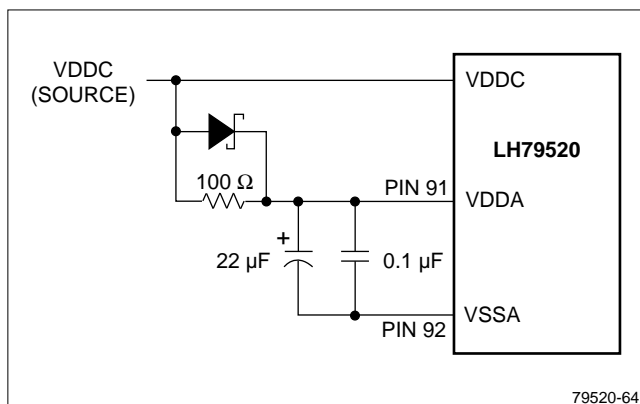 VDDC
(SOURCE)
VDDC
LH79520
100 Ω
PIN 91
VDDA
+
22 µF
0.1 µF
PIN 92
VSSA
79520-64